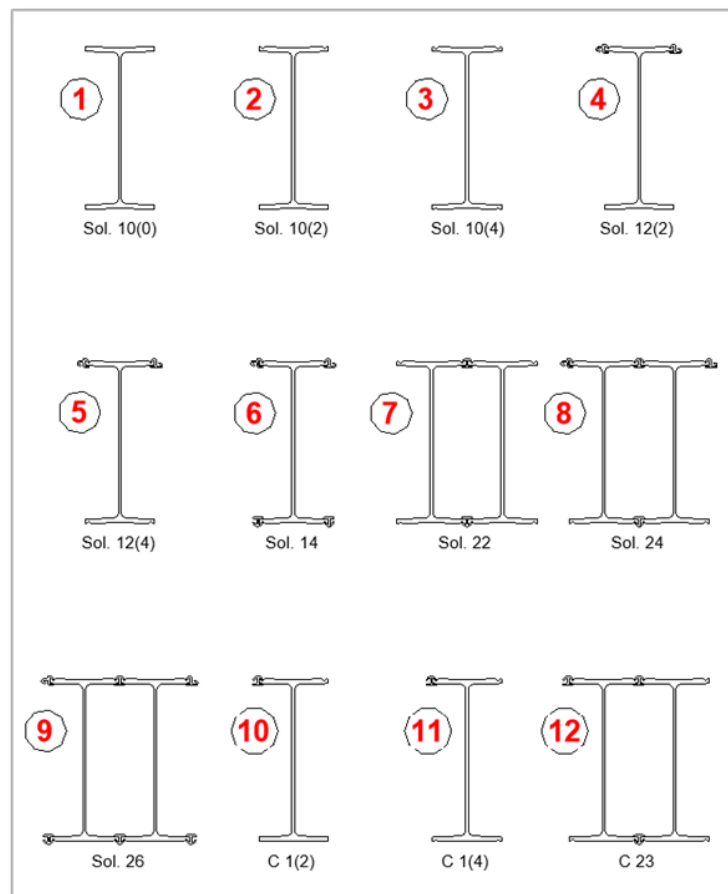 1 2 3 4
Sol. 10(0) Sol. 10(2) Sol. 10(4) Sol. 12(2)
5 6 7 8
Sol. 12(4) Sol. 14 Sol. 22 Sol. 24
9 10 11 12
Sol. 26 C 1(2) C 1(4) C 23